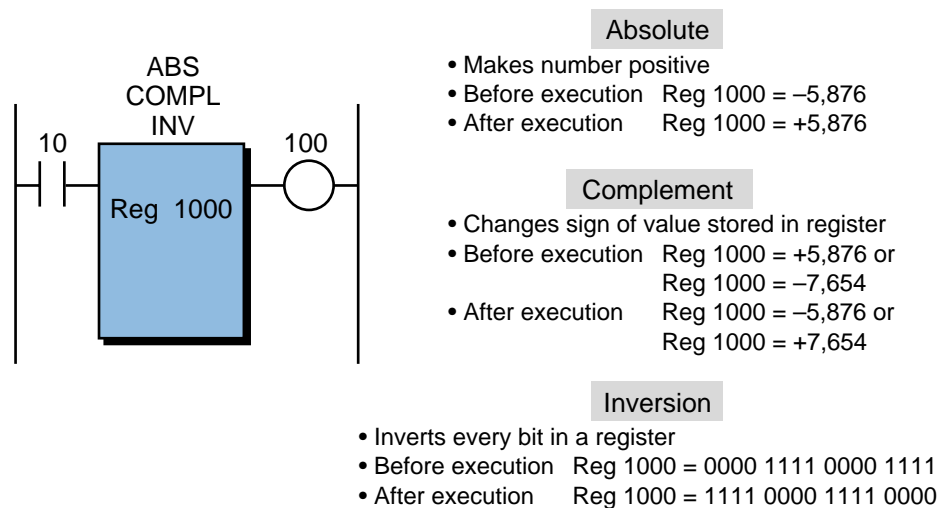 ABS
COMPL
INV
10
100
Reg 1000
Absolute
• Makes number positive
• Before execution Reg 1000 = –5,876
• After execution Reg 1000 = +5,876
Complement
• Changes sign of value stored in register
• Before execution Reg 1000 = +5,876 or
Reg 1000 = –7,654
• After execution Reg 1000 = –5,876 or
Reg 1000 = +7,654
Inversion
• Inverts every bit in a register
• Before execution Reg 1000 = 0000 1111 0000 1111
• After execution Reg 1000 = 1111 0000 1111 0000